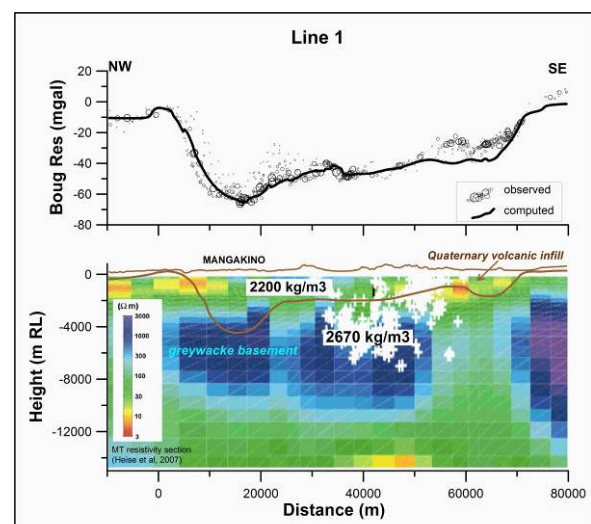 Line 1
NW
SE
20
0
-20
-40
-60
-80
Boug Res (mgal)
observed
computed
MANGAKINO
Quaternary volcanic infill
2200 kg/m3
2670 kg/m3
greywacke basement
(Ωm)
3000
1000
300
100
30
10
3
MT resistivity section
(Heise et al, 2007)
0
-4000
-8000
-12000
Height (m RL)
0
20000
40000
60000
80000
Distance (m)